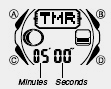 A B
TMR
05'00"
C D
Minutes Seconds